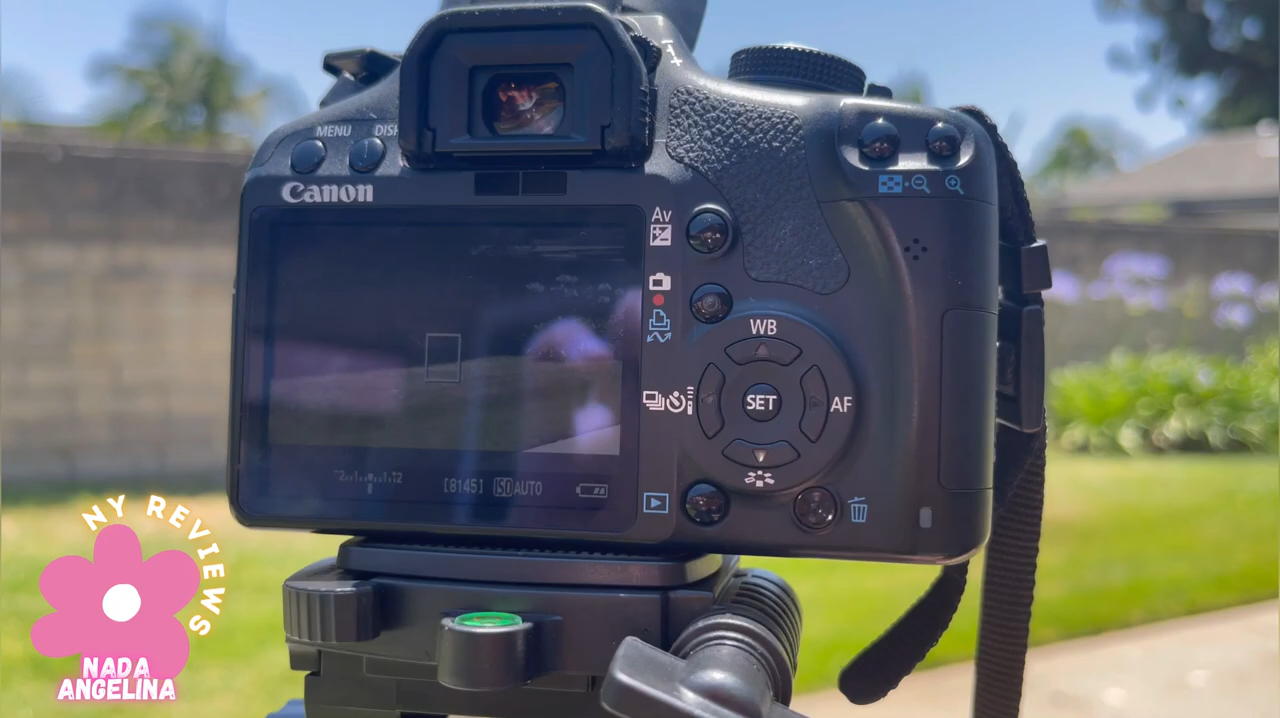 MENU DISP
Canon
Av
WB
SET
AF
[8145] ISO AUTO
NY REVIEWS
NADA
ANGELINA